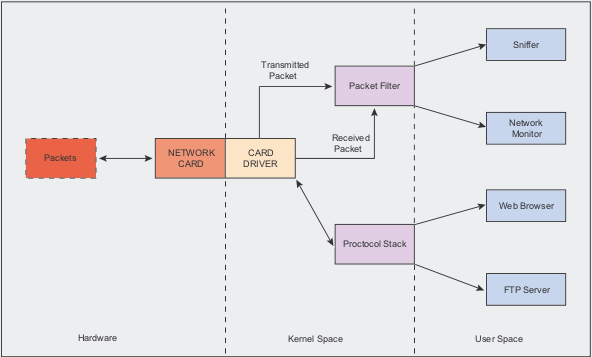 Sniffer
Transmitted
Packet
Packet Filter
Network
Monitor
Received
Packet
Packets
NETWORK
CARD
CARD
DRIVER
Web Browser
Proctocol Stack
FTP Server
Hardware
Kernel Space
User Space